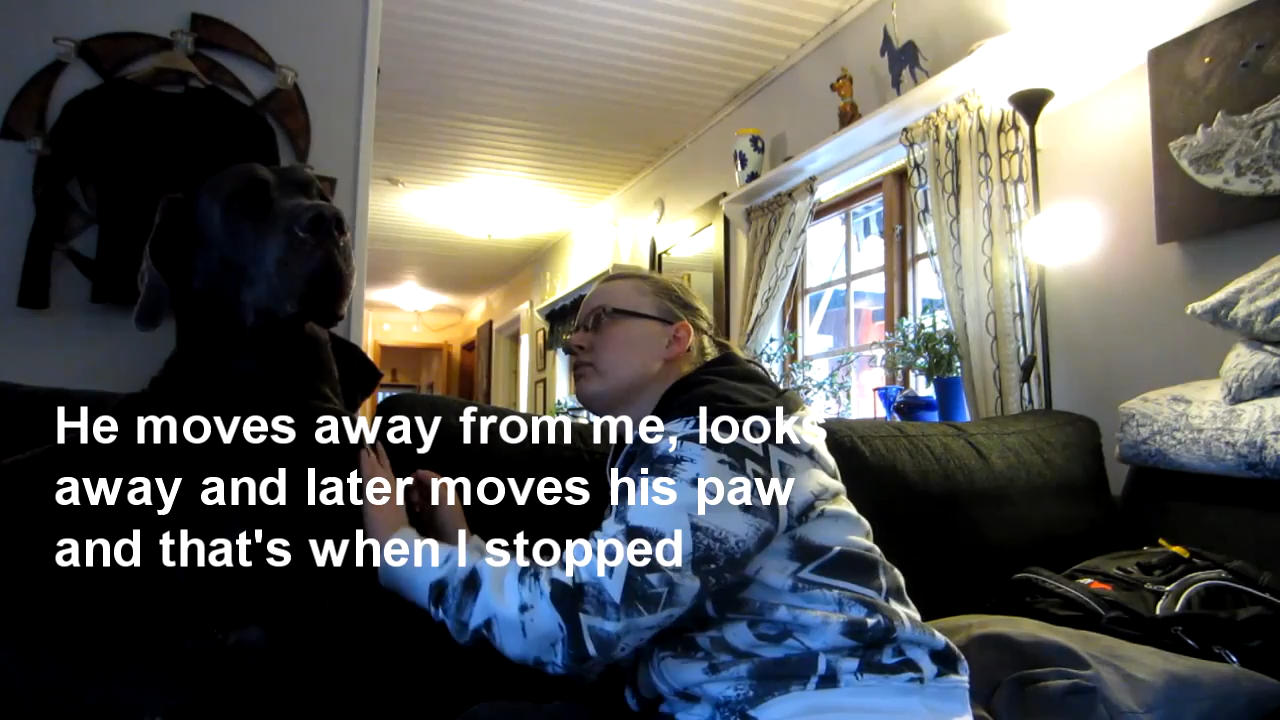 He moves away from me, looks
away and later moves his paw
and that's when I stopped